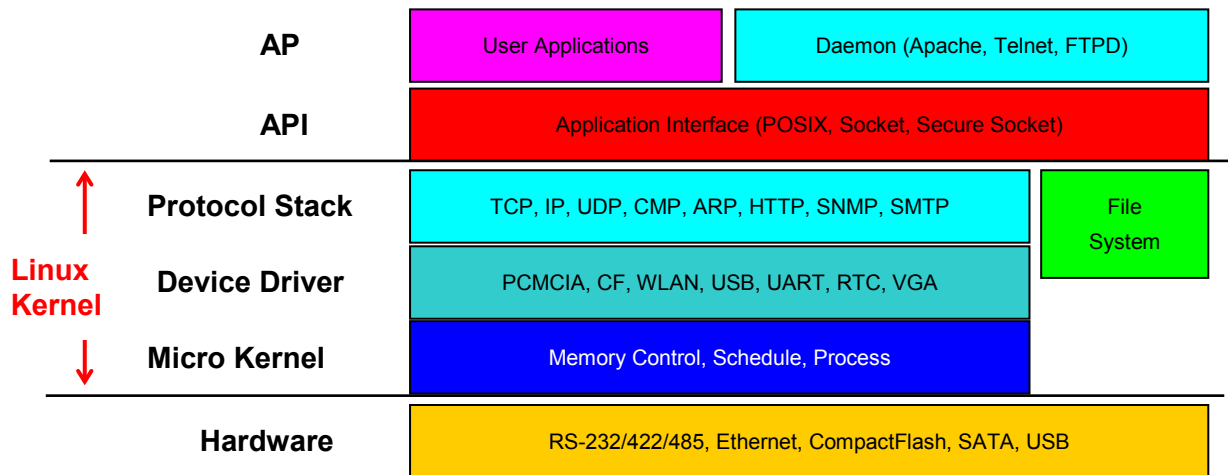 AP
User Applications
Daemon (Apache, Telnet, FTPD)
API
Application Interface (POSIX, Socket, Secure Socket)
Linux
Kernel
Protocol Stack
TCP, IP, UDP, CMP, ARP, HTTP, SNMP, SMTP
File
System
Device Driver
PCMCIA, CF, WLAN, USB, UART, RTC, VGA
Micro Kernel
Memory Control, Schedule, Process
Hardware
RS-232/422/485, Ethernet, CompactFlash, SATA, USB